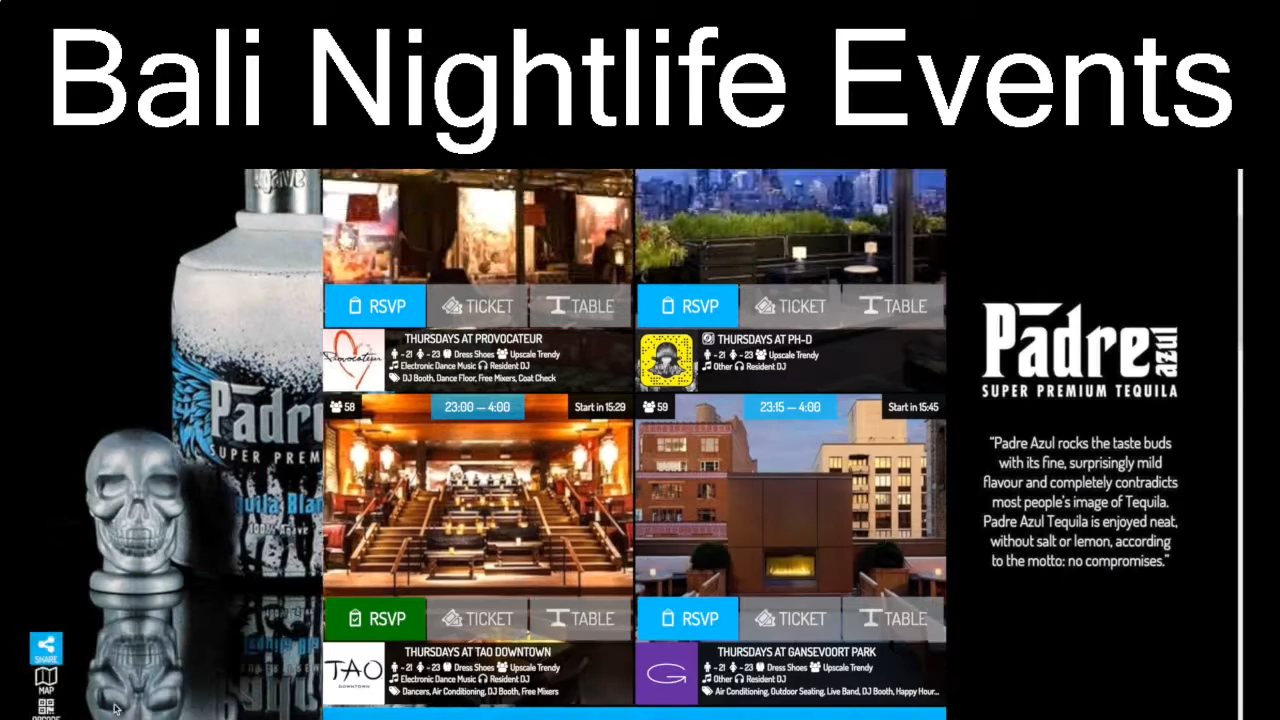 Bali Nightlife Events
agave
Padr
SUPER PREM
uila Bla
100% Agave
SHARE
MAP
RSVP TICKET TABLE
Provocateur
THURSDAYS AT PROVOCATEUR
- 21 - 23 Dress Shoes Upscale Trendy
Electronic Dance Music Resident DJ
DJ Booth, Dance Floor, Free Mixers, Coat Check
RSVP TICKET TABLE
THURSDAYS AT PH-D
- 21 - 23 Upscale Trendy
Other Resident DJ
58 23:00 — 4:00 Start in 15:29
RSVP TICKET TABLE
TAO
DOWNTOWN
THURSDAYS AT TAO DOWNTOWN
- 21 - 23 Dress Shoes Upscale Trendy
Electronic Dance Music Resident DJ
Dancers, Air Conditioning, DJ Booth, Free Mixers
59 23:15 — 4:00 Start in 15:45
RSVP TICKET TABLE
THURSDAYS AT GANSEVOORT PARK
- 21 - 23 Dress Shoes Upscale Trendy
Other Resident DJ
Air Conditioning, Outdoor Seating, Live Band, DJ Booth, Happy Hour...
Padre azul
SUPER PREMIUM TEQUILA
"Padre Azul rocks the taste buds
with its fine, surprisingly mild
flavour and completely contradicts
most people's image of Tequila.
Padre Azul Tequila is enjoyed neat,
without salt or lemon, according
to the motto: no compromises."